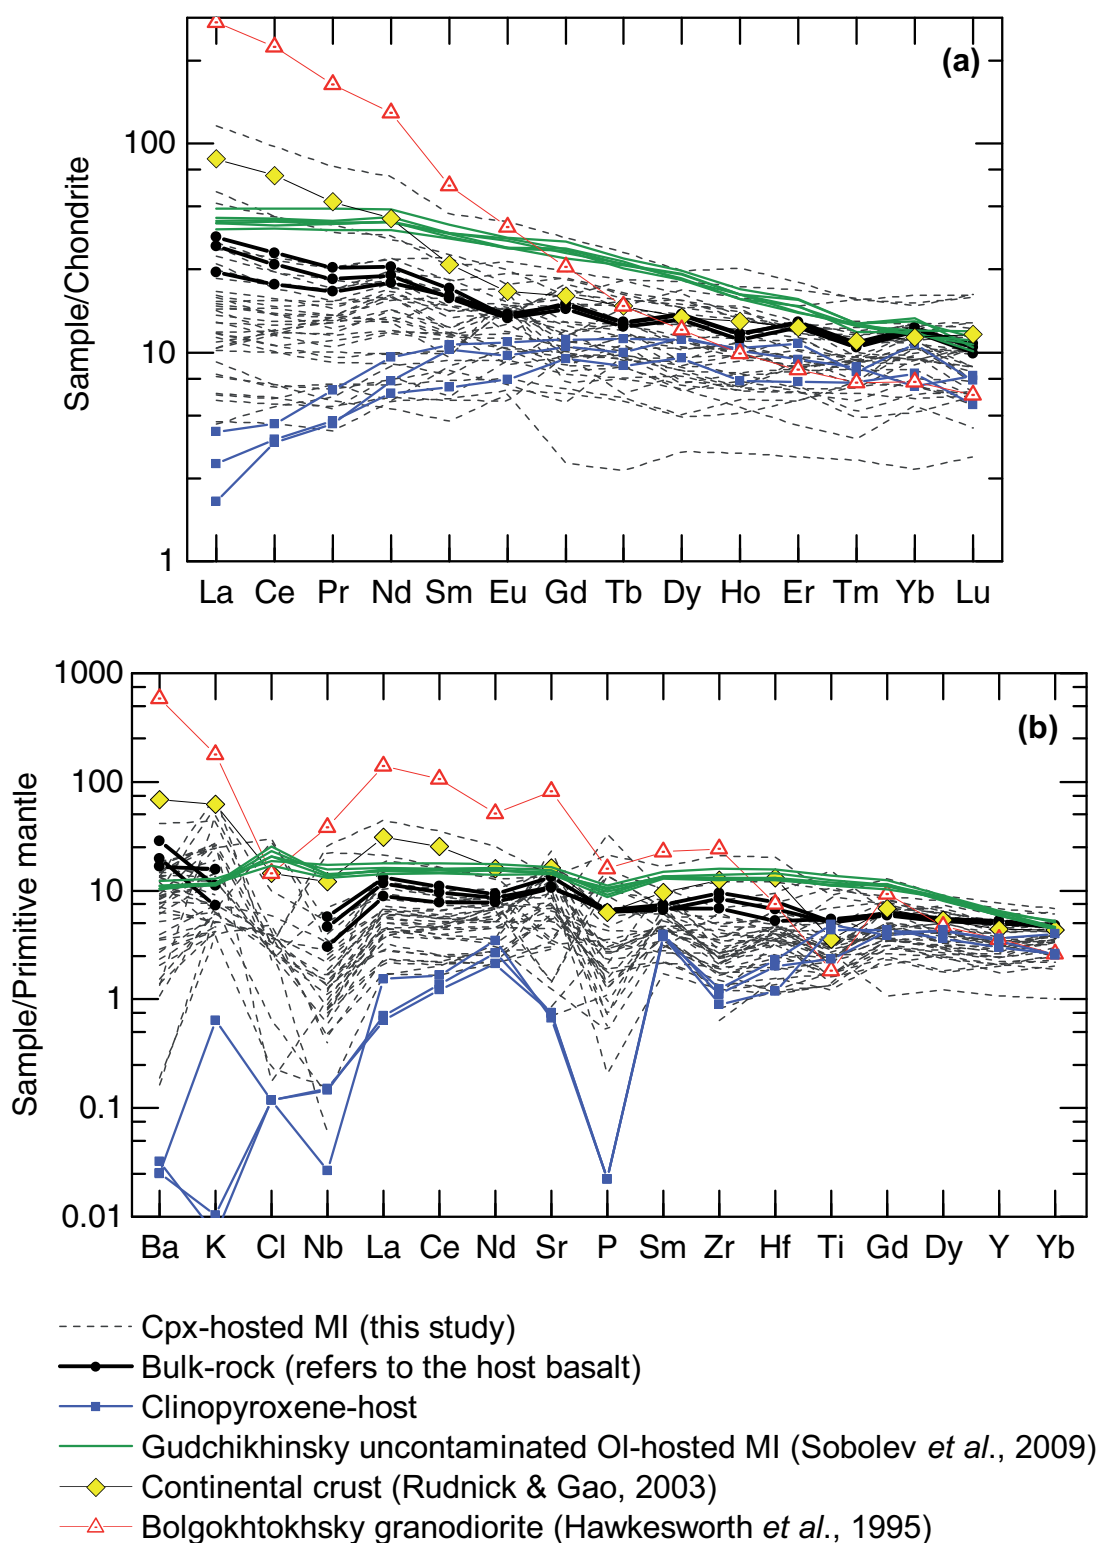 (a)
100
10
1
Sample/Chondrite
La Ce Pr Nd Sm Eu Gd Tb Dy Ho Er Tm Yb Lu
1000
(b)
100
10
1
0.1
0.01
Sample/Primitive mantle
Ba K Cl Nb La Ce Nd Sr P Sm Zr Hf Ti Gd Dy Y Yb
Cpx-hosted MI (this study)
Bulk-rock (refers to the host basalt)
Clinopyroxene-host
Gudchikhinsky uncontaminated Ol-hosted MI (Sobolev et al., 2009)
Continental crust (Rudnick & Gao, 2003)
Bolgokhtokhsky granodiorite (Hawkesworth et al., 1995)